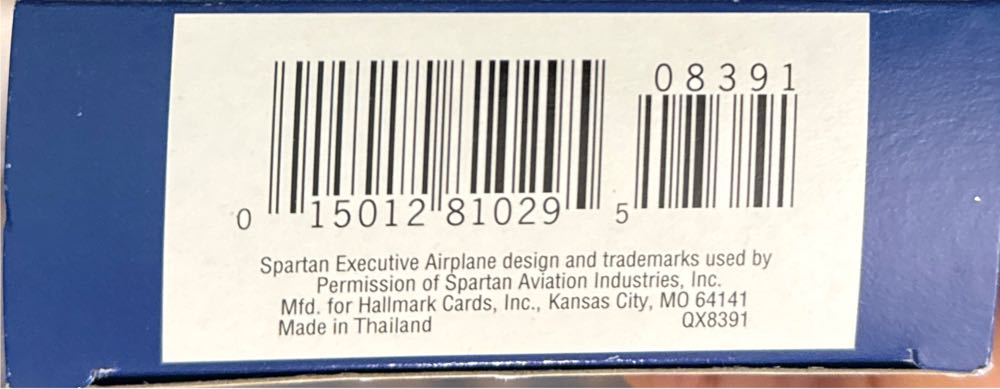 08391
0 15012 81029 5
Spartan Executive Airplane design and trademarks used by
Permission of Spartan Aviation Industries, Inc.
Mfd. for Hallmark Cards, Inc., Kansas City, MO 64141
Made in Thailand QX8391